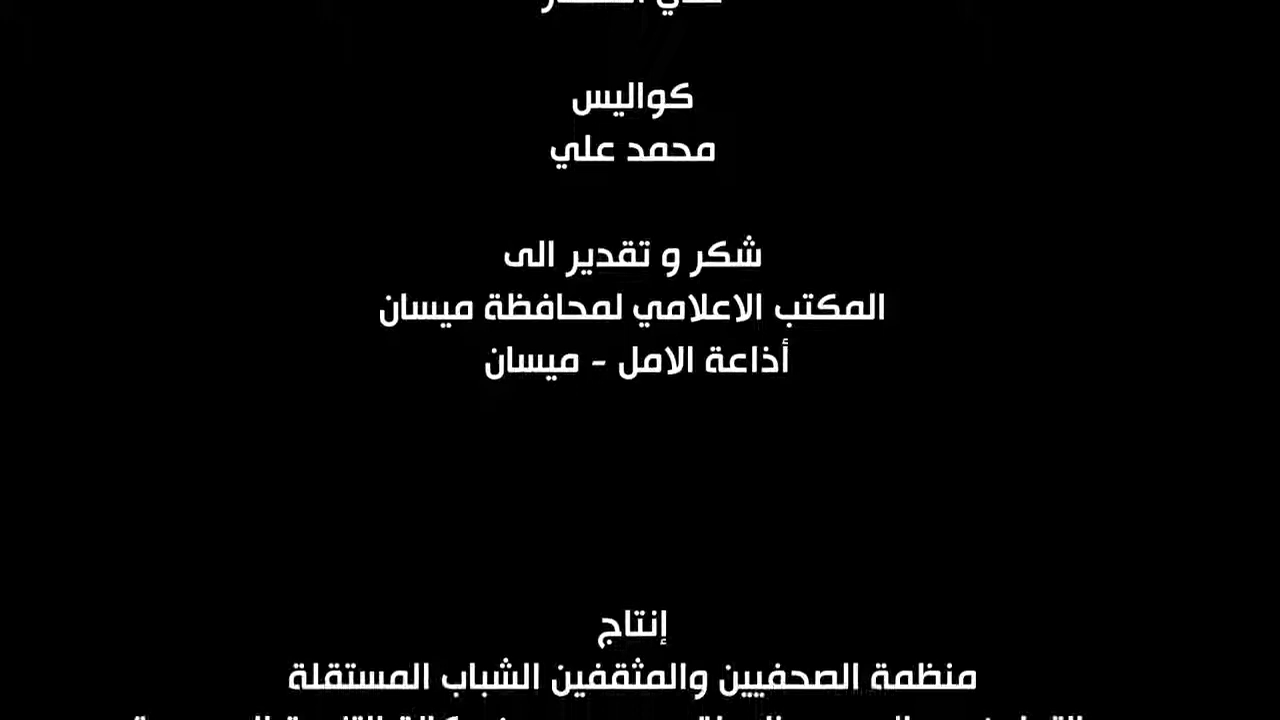 كواليس
محمد علي
شكر و تقدير الى
المكتب الاعلامي لمحافظة ميسان
أذاعة الامل - ميسان
إنتاج
منظمة الصحفيين والمثقفين الشباب المستقلة